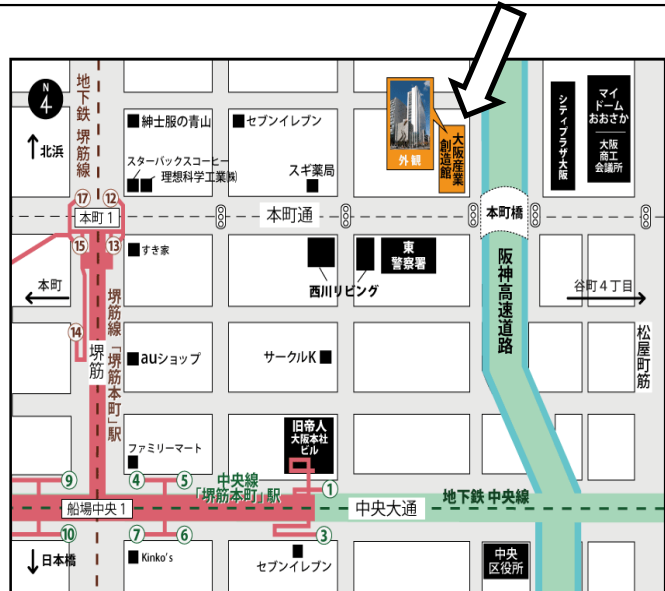 N
4
北浜
地下鉄 堺筋線
紳士服の青山
セブンイレブン
スターバックスコーヒー
理想科学工業㈱
スギ薬局
外観
大阪産業
創造館
シティプラザ大阪
マイ
ドーム
おおさか
大阪
商工
会議所
17
12
本町1
15
13
本町通
本町橋
すき家
西川リビング
東
警察署
阪神高速道路
本町
谷町4丁目
14
堺筋
堺筋線「堺筋本町」駅
auショップ
サークルK
松屋町筋
ファミリーマート
旧帝人
大阪本社
ビル
9
4
5
中央線
「堺筋本町」駅
1
船場中央1
中央大通
地下鉄 中央線
10
7
6
3
日本橋
Kinko's
セブンイレブン
中央
区役所